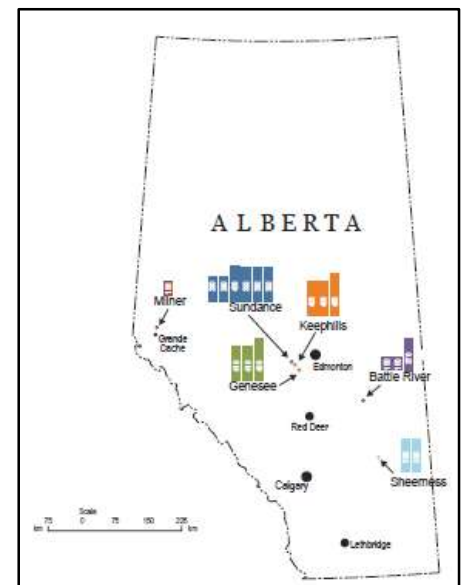 ALBERTA
Milner
Sundance
Keephills
Grande
Cache
Genesee
Edmonton
Battle River
Red Deer
Calgary
Sheerness
Scale
75 0 75 150 225
km km
Lethbridge